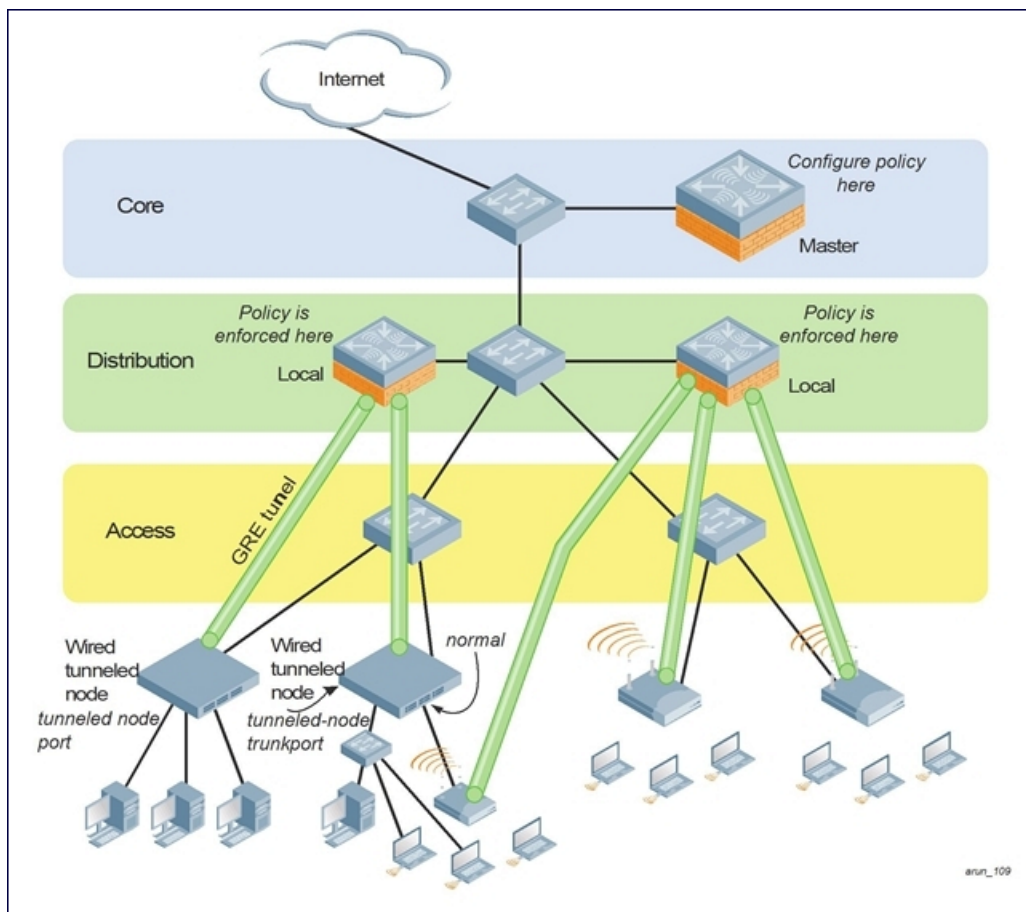 Internet
Configure policy
here
Core
Master
Policy is
enforced here
Policy is
enforced here
Distribution
Local
Local
GRE tunnel
Access
Wired
tunneled
node
tunneled node
port
Wired
tunneled
node
tunneled-node
trunkport
normal
arun_109